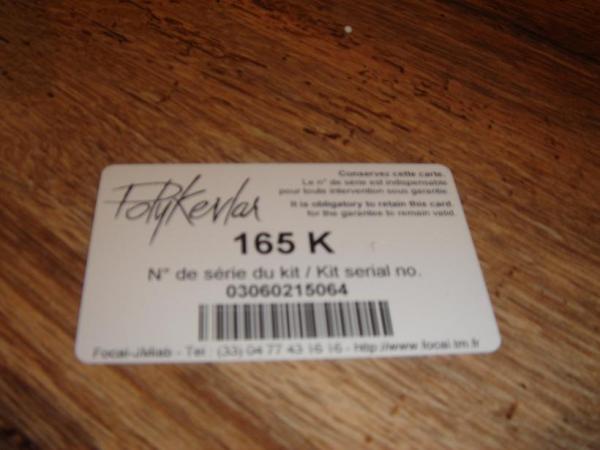 PolyKevlar
Conservez cette carte.
Le n° de série est indispensable
pour toute intervention sous garantie.
It is obligatory to retain this card
for the garantee to remain valid.
165 K
N° de série du kit / Kit serial no.
03060215064
Focal-JMlab - Tel : (33) 04 77 43 16 16 - http://www.focal.tm.fr